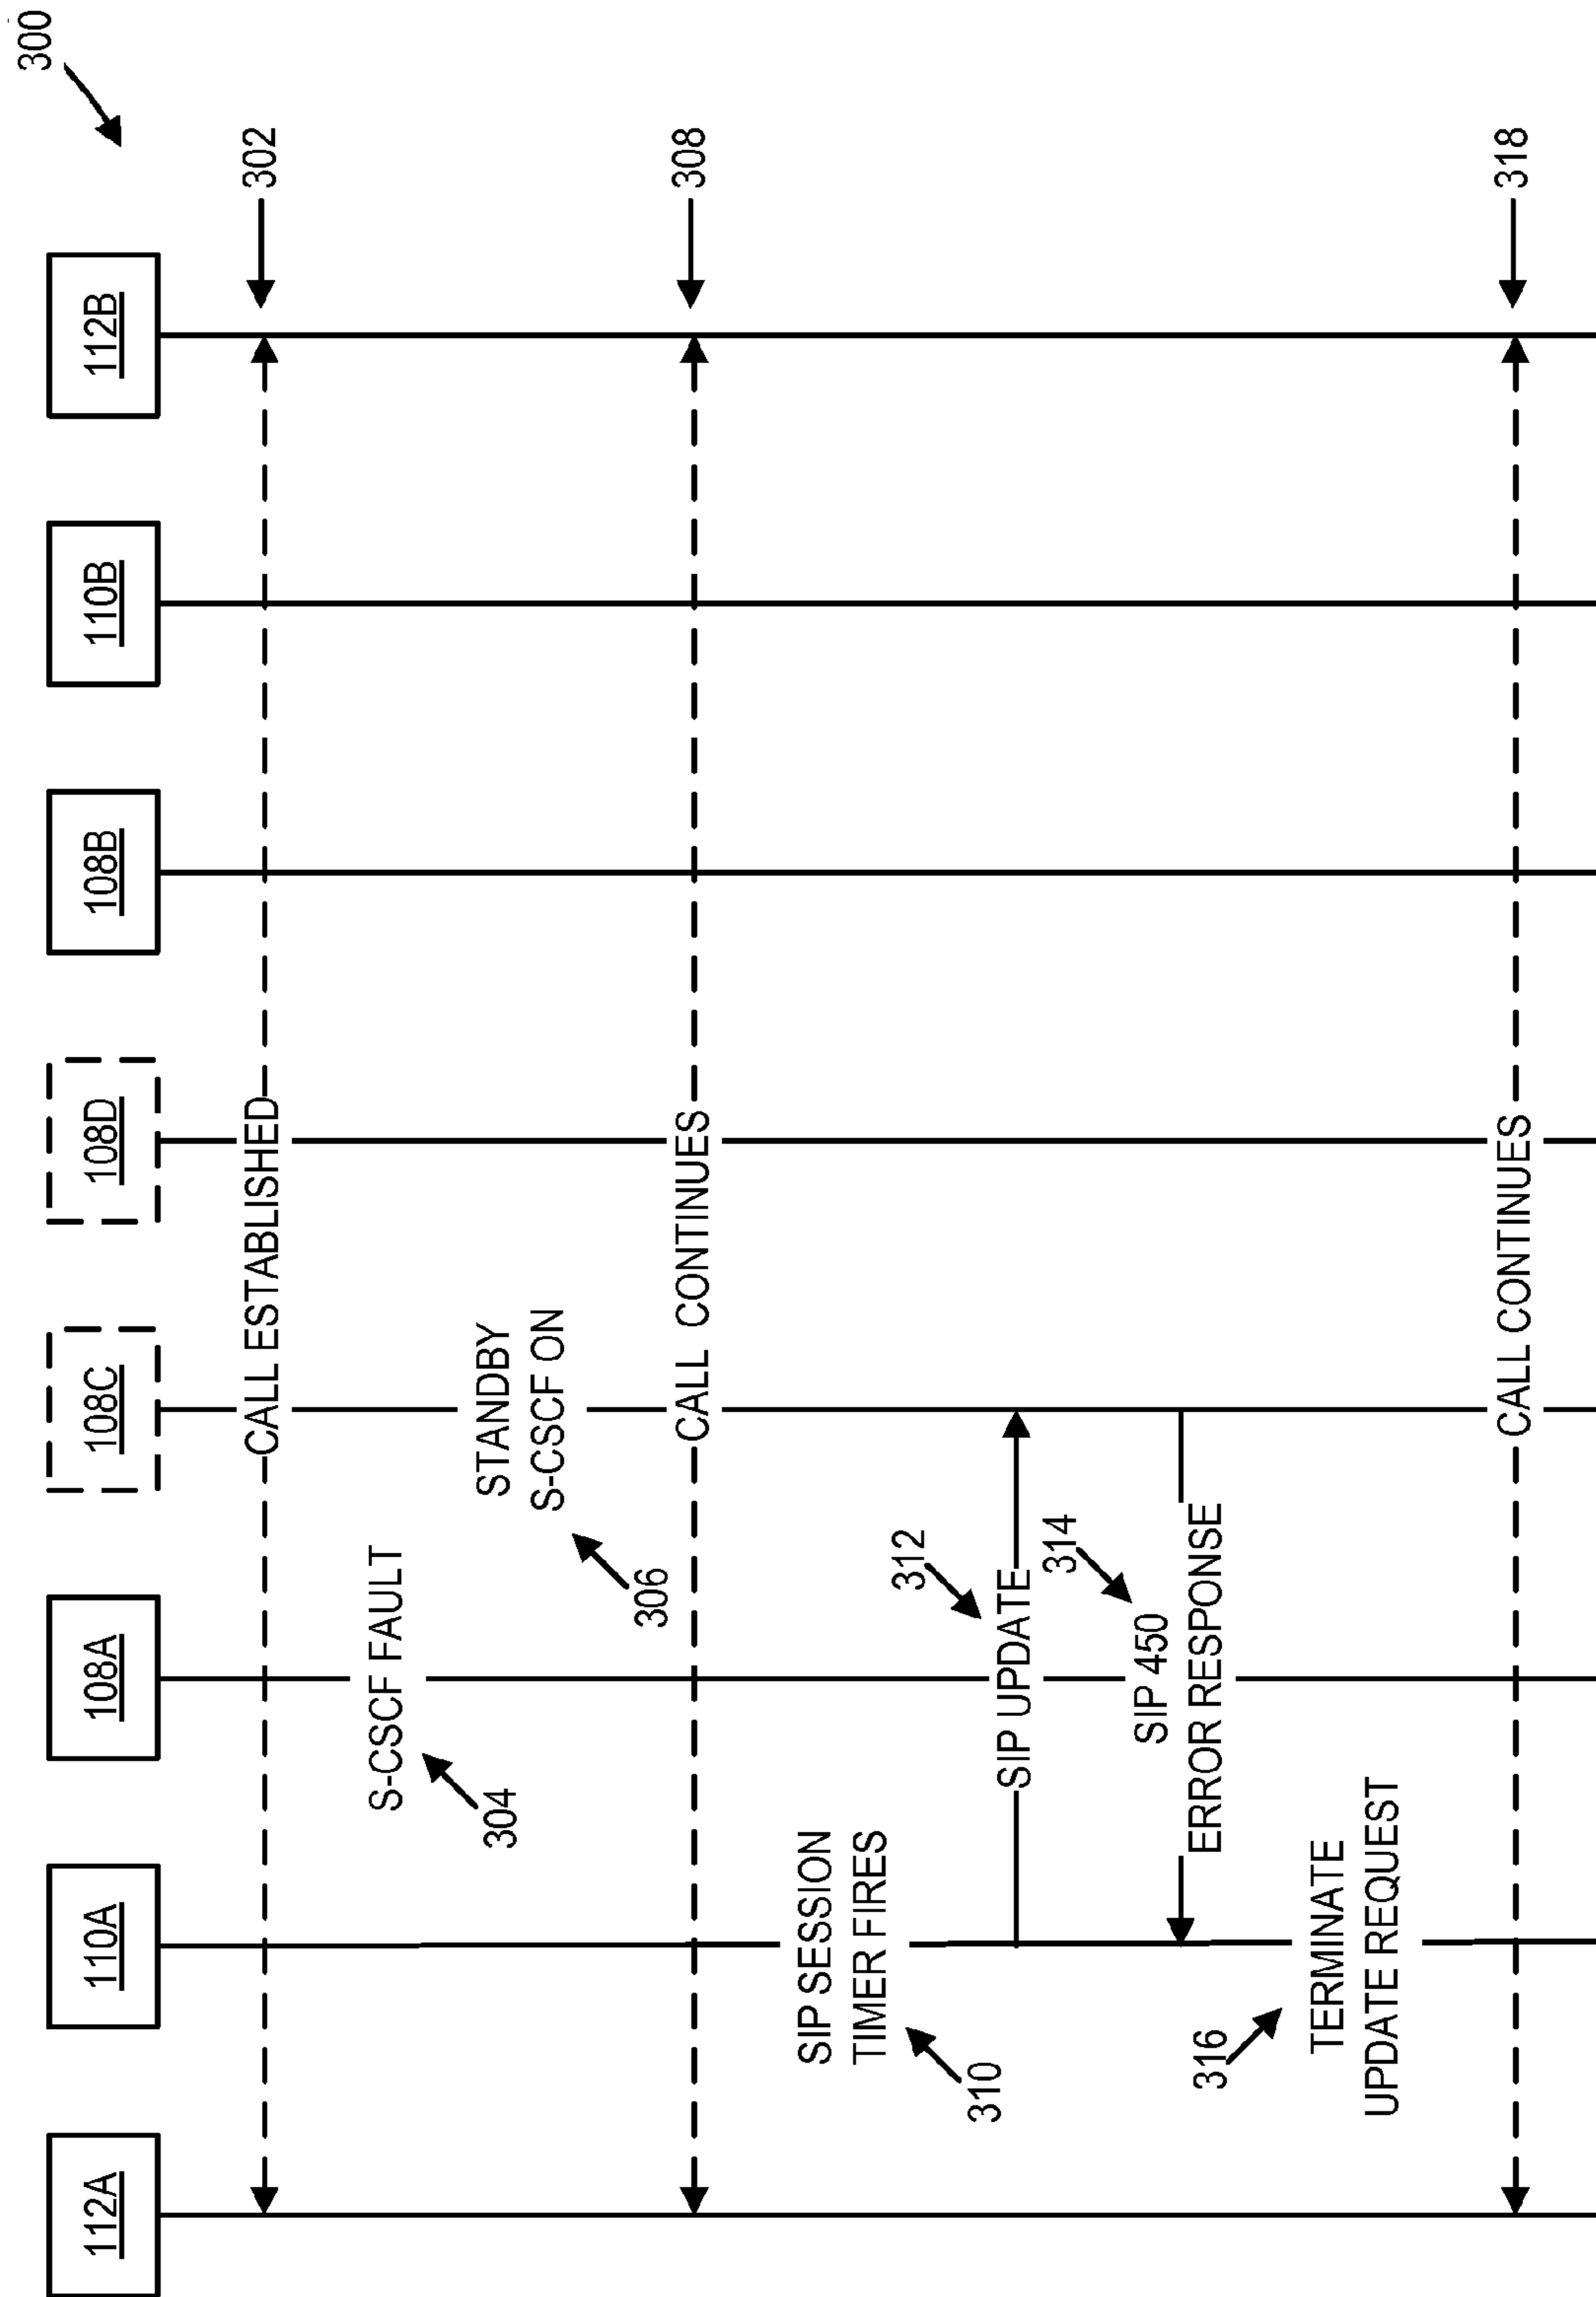 300
112A
110A
108A
108C
108D
108B
110B
112B
CALL ESTABLISHED
302
S-CSCF FAULT
304
STANDBY
S-CSCF ON
306
CALL CONTINUES
308
SIP SESSION
TIMER FIRES
310
312
SIP UPDATE
314
SIP 450
ERROR RESPONSE
316
TERMINATE
UPDATE REQUEST
CALL CONTINUES
318